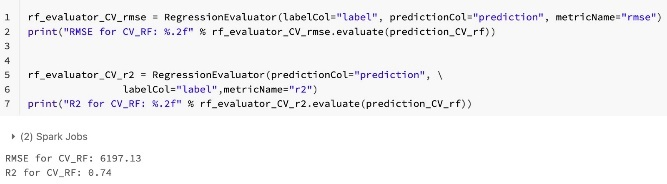 1 rf_evaluator_CV_rmse = RegressionEvaluator(labelCol="label", predictionCol="prediction", metricName="rmse")
2 print("RMSE for CV_RF: %.2f" % rf_evaluator_CV_rmse.evaluate(prediction_CV_rf))
3
4
5 rf_evaluator_CV_r2 = RegressionEvaluator(predictionCol="prediction", \
6 labelCol="label",metricName="r2")
7 print("R2 for CV_RF: %.2f" % rf_evaluator_CV_r2.evaluate(prediction_CV_rf))
(2) Spark Jobs
RMSE for CV_RF: 6197.13
R2 for CV_RF: 0.74